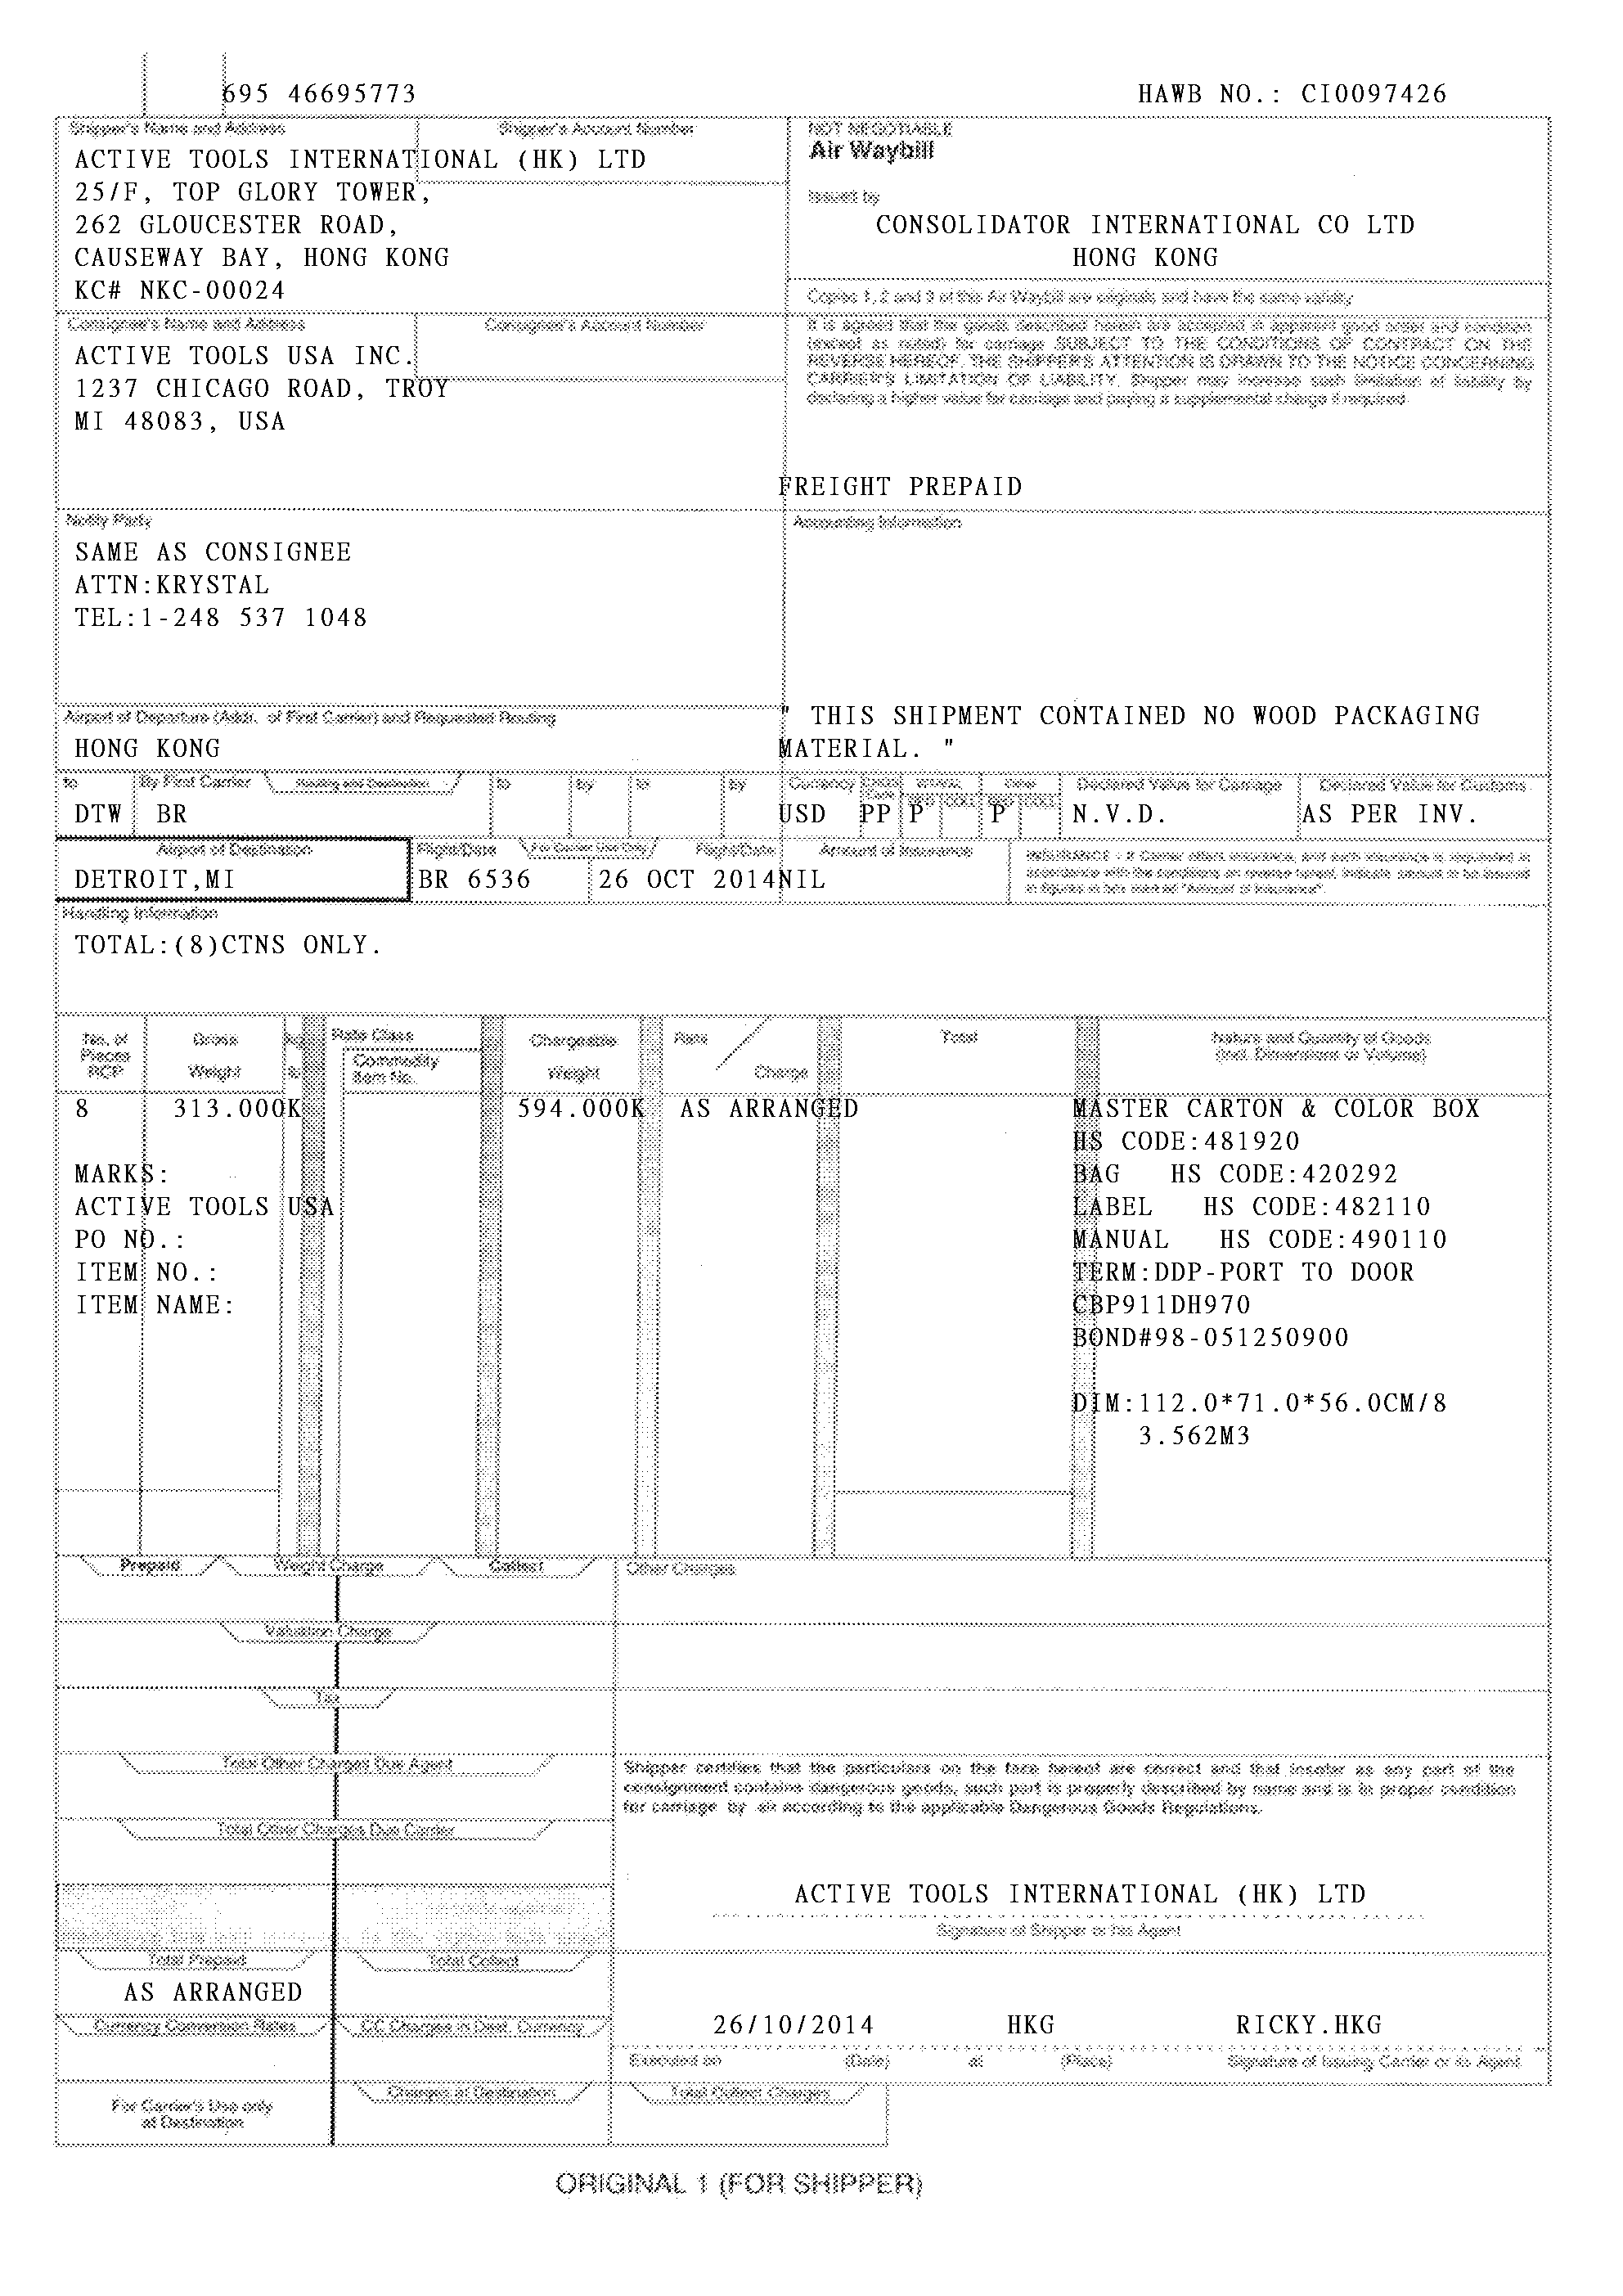 695 46695773
HAWB NO.: CI0097426
Shipper's Name and Address
Shipper's Account Number
ACTIVE TOOLS INTERNATIONAL (HK) LTD
25/F, TOP GLORY TOWER,
262 GLOUCESTER ROAD,
CAUSEWAY BAY, HONG KONG
KC# NKC-00024
NOT NEGOTIABLE
Air Waybill
Issued by
CONSOLIDATOR INTERNATIONAL CO LTD
HONG KONG
Copies 1, 2 and 3 of this Air Waybill are originals and have the same validity
Consignee's Name and Address
Consignee's Account Number
ACTIVE TOOLS USA INC.
1237 CHICAGO ROAD, TROY
MI 48083, USA
It is agreed that the goods described herein are accepted in apparent good order and condition
(except as noted) for carriage SUBJECT TO THE CONDITIONS OF CONTRACT ON THE
REVERSE HEREOF. THE SHIPPER'S ATTENTION IS DRAWN TO THE NOTICE CONCERNING
CARRIER'S LIMITATION OF LIABILITY. Shipper may increase such limitation of liability by
declaring a higher value for carriage and paying a supplemental charge if required.
FREIGHT PREPAID
Notify Party
SAME AS CONSIGNEE
ATTN:KRYSTAL
TEL:1-248 537 1048
Accounting Information
" THIS SHIPMENT CONTAINED NO WOOD PACKAGING
MATERIAL. "
Airport of Departure (Addr. of First Carrier) and Requested Routing
HONG KONG
to By First Carrier Routing and Destination to by to by Currency Declared Value for Carriage Declared Value for Customs
DTW BR USD PP P P N.V.D. AS PER INV.
Airport of Destination Flight/Date For Carrier Use Only Flight/Date Amount of Insurance
DETROIT,MI BR 6536 26 OCT 2014 NIL
INSURANCE - If Carrier offers insurance, and such insurance is requested in
accordance with the conditions on reverse hereof, indicate amount to be insured
in figures in box marked "Amount of Insurance".
Handling Information
TOTAL:(8)CTNS ONLY.
No. of Pieces RCP
Gross Weight
Rate Class
Commodity Item No.
Chargeable Weight
Rate / Charge
Total
Nature and Quantity of Goods
(incl. Dimensions or Volume)
8 313.000K 594.000K AS ARRANGED
MARKS:
ACTIVE TOOLS USA
PO NO.:
ITEM NO.:
ITEM NAME:
MASTER CARTON & COLOR BOX
HS CODE:481920
BAG HS CODE:420292
LABEL HS CODE:482110
MANUAL HS CODE:490110
TERM:DDP-PORT TO DOOR
CBP911DH970
BOND#98-051250900
DIM:112.0*71.0*56.0CM/8
3.562M3
Prepaid Weight Charge Collect
Other Charges
Valuation Charge
Tax
Total Other Charges Due Agent
Total Other Charges Due Carrier
Shipper certifies that the particulars on the face hereof are correct and that insofar as any part of the
consignment contains dangerous goods, such part is properly described by name and is in proper condition
for carriage by air according to the applicable Dangerous Goods Regulations.
ACTIVE TOOLS INTERNATIONAL (HK) LTD
Signature of Shipper or his Agent
Total Prepaid Total Collect
AS ARRANGED
Currency Conversion Rates CC Charges in Dest. Currency
26/10/2014 HKG RICKY.HKG
Executed on (Date) at (Place) Signature of Issuing Carrier or its Agent
For Carrier's Use only
at Destination
Charges at Destination
Total Collect Charges
ORIGINAL 1 (FOR SHIPPER)